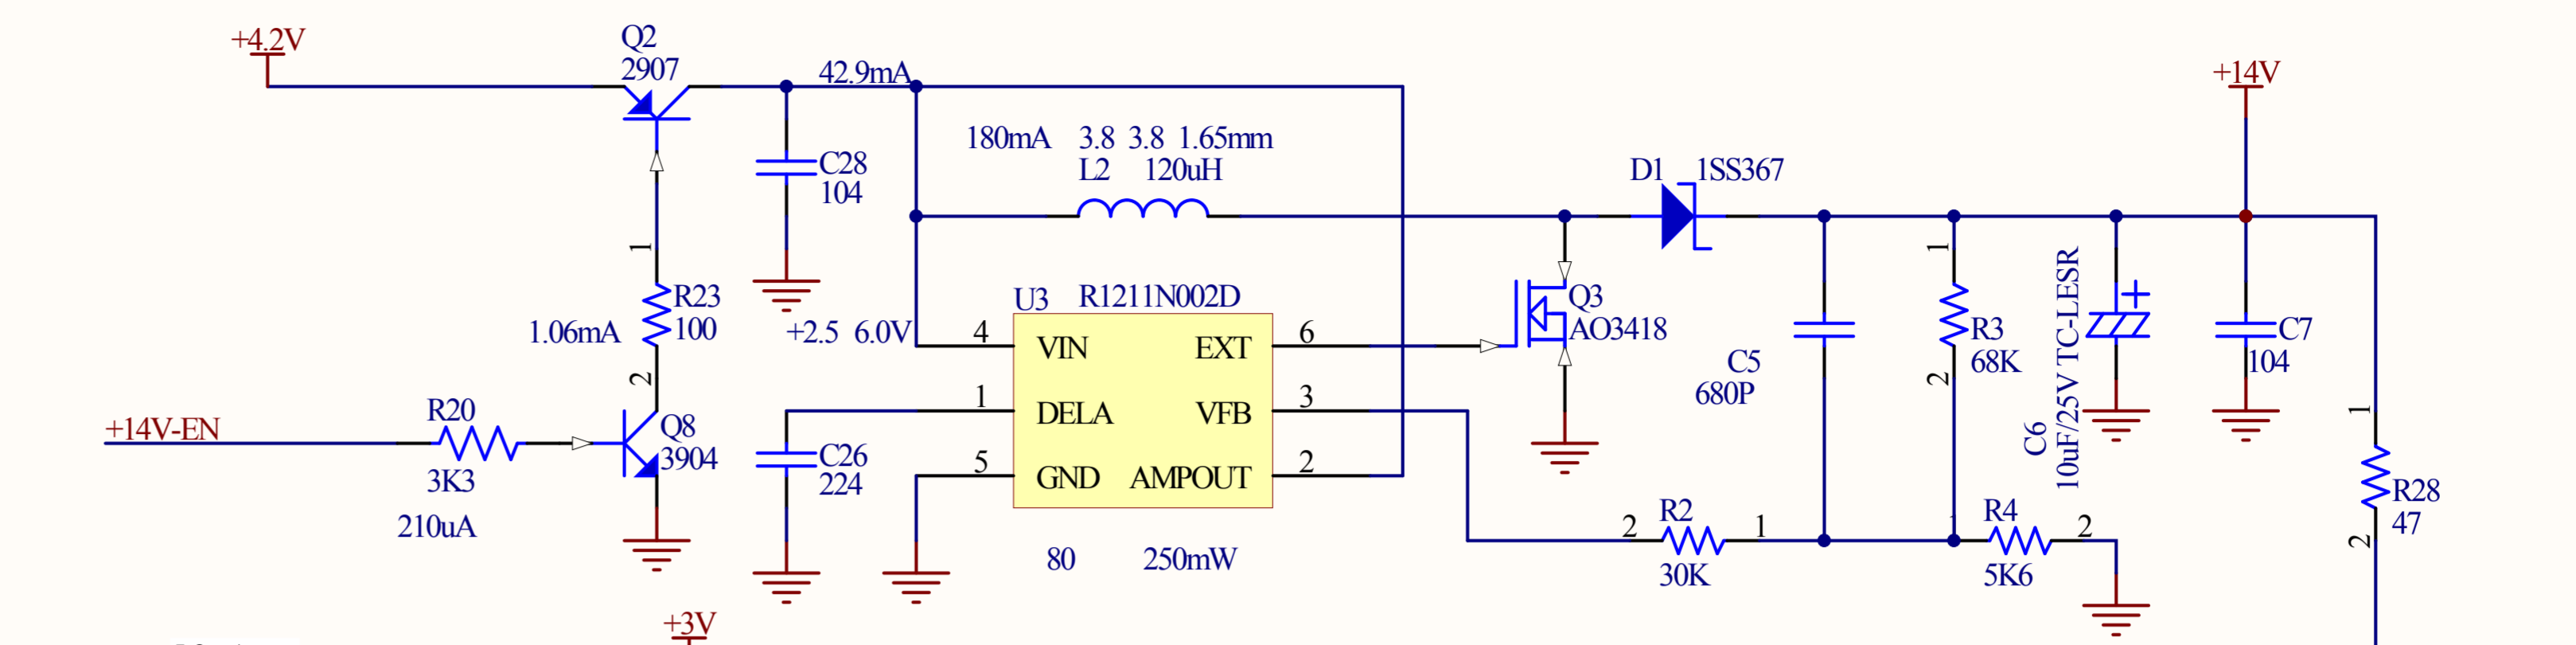 +4.2V
Q2
2907
42.9mA
+14V
180mA 3.8 3.8 1.65mm
L2 120uH
D1 1SS367
C28
104
1
R23
100
1.06mA
2
+2.5 6.0V
U3 R1211N002D
4 VIN EXT 6
1 DELA VFB 3
5 GND AMPOUT 2
80 250mW
Q3
AO3418
C5
680P
1
R3
68K
2
C6
10uF/25V TC-LESR
+
C7
104
+14V-EN
R20
3K3
210uA
Q8
3904
C26
224
2 R2 1
30K
R4 2
5K6
1
R28
47
2
+3V